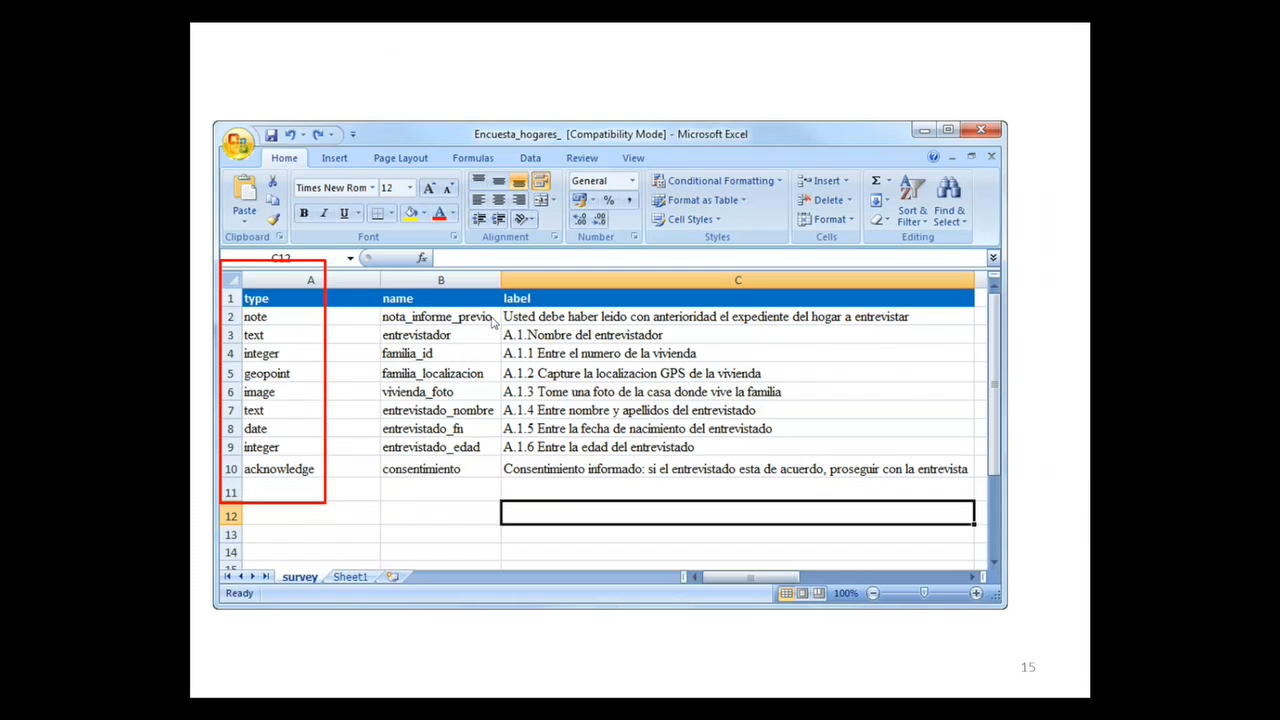 Encuesta_hogares_ [Compatibility Mode] - Microsoft Excel
Home Insert Page Layout Formulas Data Review View
Paste
Clipboard
Times New Rom 12
B I U
A A
Font
Alignment
General
% ,
Number
Conditional Formatting
Format as Table
Cell Styles
Styles
Insert
Delete
Format
Cells
Σ
Sort & Filter
Find & Select
Editing
C12 fx
A B C
1 type name label
2 note nota_informe_previo Usted debe haber leido con anterioridad el expediente del hogar a entrevistar
3 text entrevistador A.1.Nombre del entrevistador
4 integer familia_id A.1.1 Entre el numero de la vivienda
5 geopoint familia_localizacion A.1.2 Capture la localizacion GPS de la vivienda
6 image vivienda_foto A.1.3 Tome una foto de la casa donde vive la familia
7 text entrevistado_nombre A.1.4 Entre nombre y apellidos del entrevistado
8 date entrevistado_fn A.1.5 Entre la fecha de nacimiento del entrevistado
9 integer entrevistado_edad A.1.6 Entre la edad del entrevistado
10 acknowledge consentimiento Consentimiento informado: si el entrevistado esta de acuerdo, proseguir con la entrevista
11
12
13
14
15
survey Sheet1
Ready 100%
15